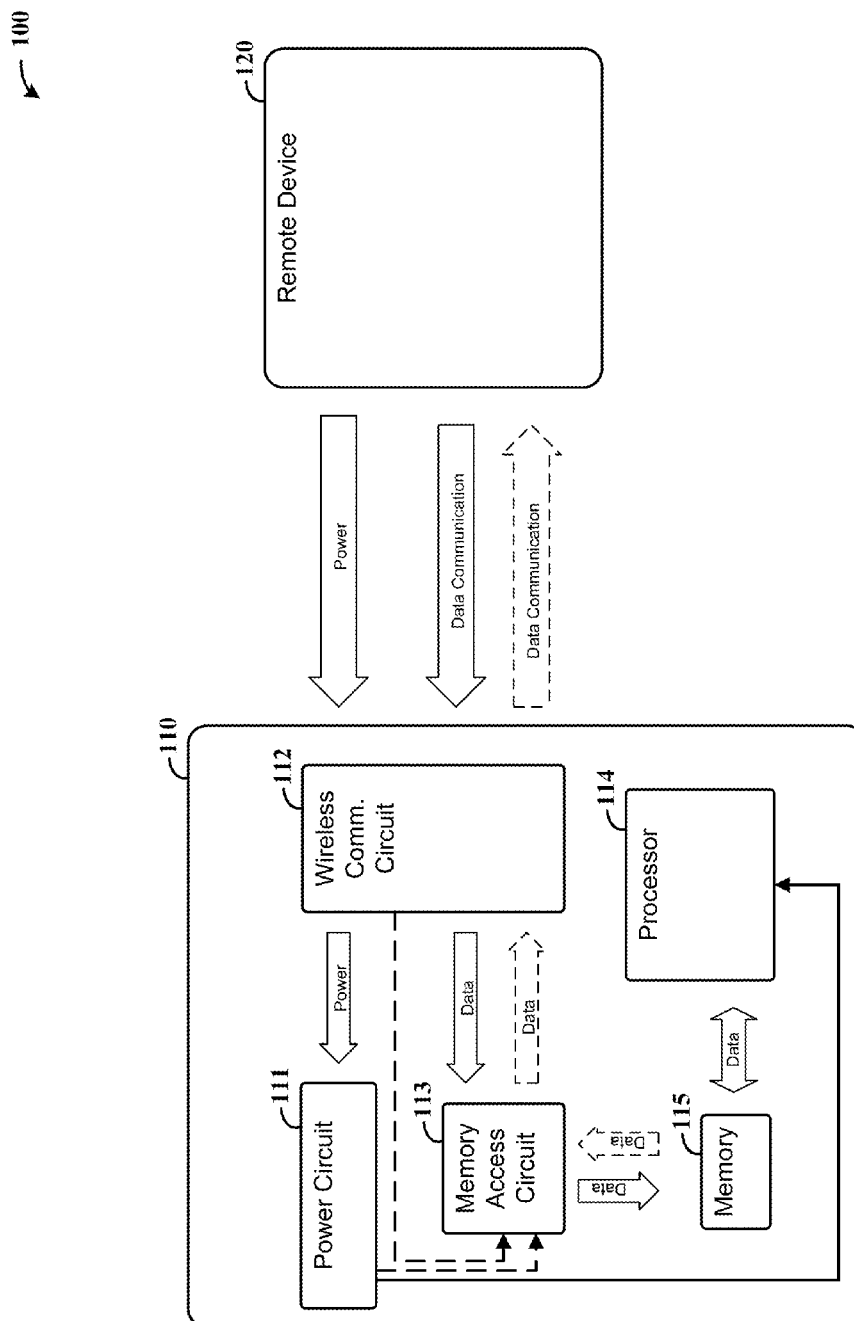 100
110
111
Power Circuit
Power
112
Wireless
Comm.
Circuit
Power
120
Remote Device
113
Memory
Access
Circuit
Data
Data
Data Communication
Data Communication
Data
Data
115
Memory
Data
114
Processor